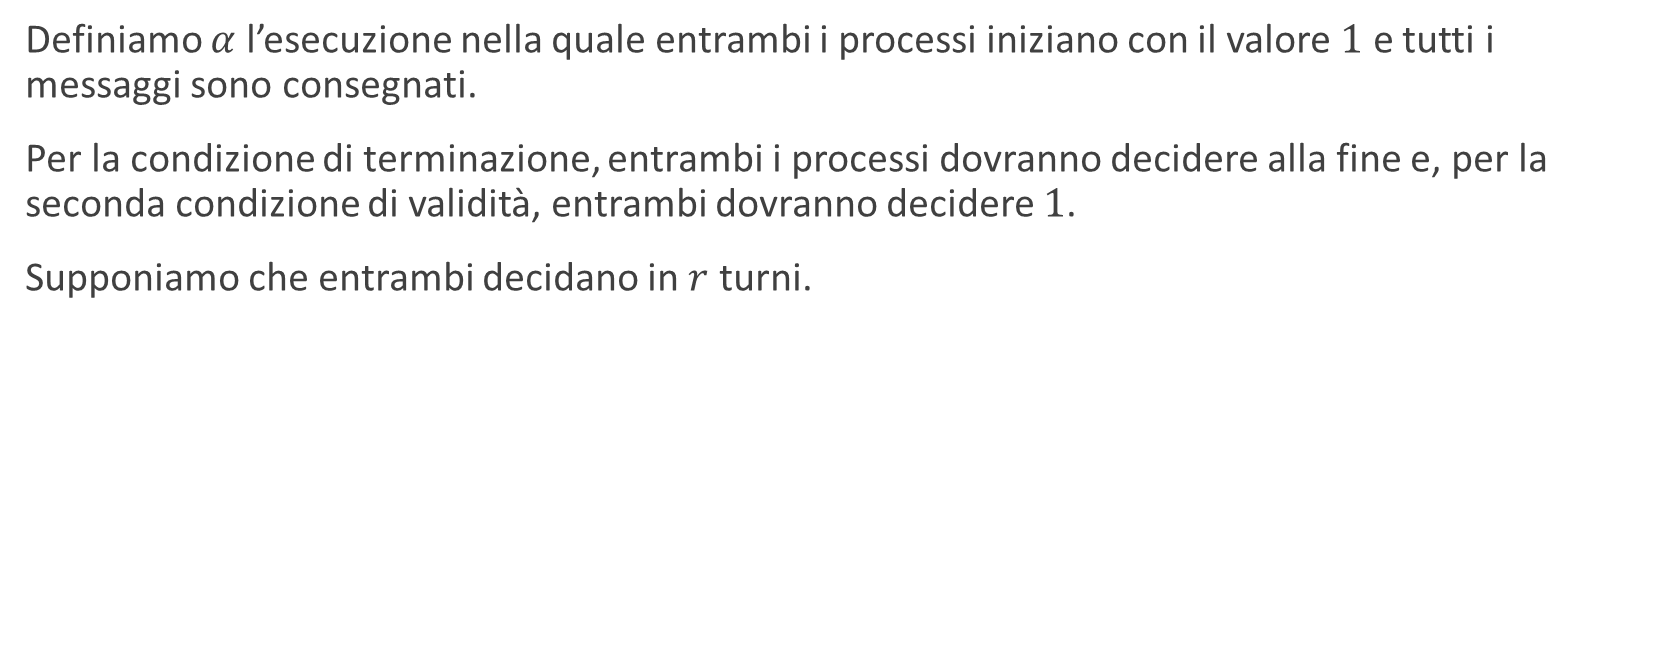 Definiamo α l’esecuzione nella quale entrambi i processi iniziano con il valore 1 e tutti i
messaggi sono consegnati.
Per la condizione di terminazione, entrambi i processi dovranno decidere alla fine e, per la
seconda condizione di validità, entrambi dovranno decidere 1.
Supponiamo che entrambi decidano in r turni.